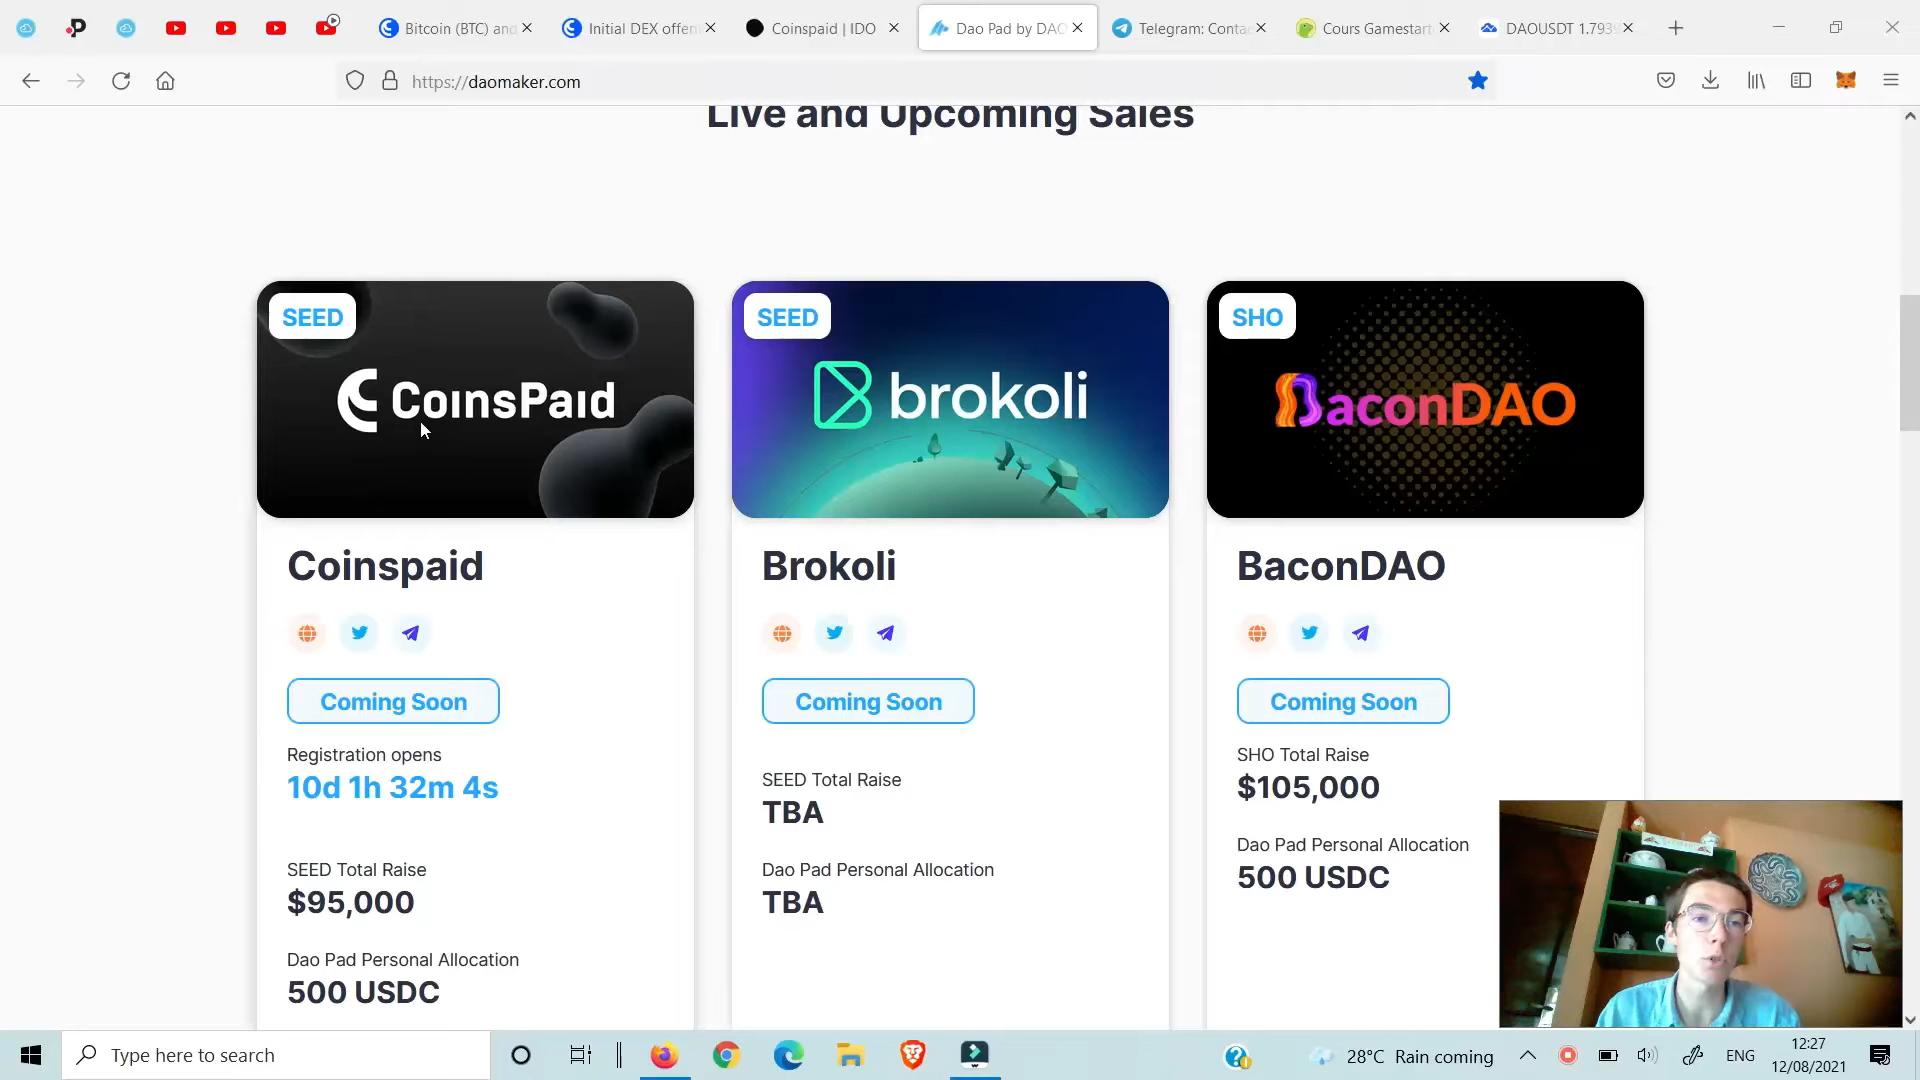 Bitcoin (BTC) and
Initial DEX offen
Coinspaid | IDO
Dao Pad by DAO
Telegram: Conta
Cours Gamestart
DAOUSDT 1.7939
https://daomaker.com
Live and Upcoming Sales
SEED
CoinsPaid
SEED
brokoli
SHO
BaconDAO
Coinspaid
Brokoli
BaconDAO
Coming Soon
Coming Soon
Coming Soon
Registration opens
10d 1h 32m 4s
SEED Total Raise
TBA
SHO Total Raise
$105,000
SEED Total Raise
$95,000
Dao Pad Personal Allocation
TBA
Dao Pad Personal Allocation
500 USDC
Dao Pad Personal Allocation
500 USDC
Type here to search
28°C Rain coming
ENG
12:27
12/08/2021